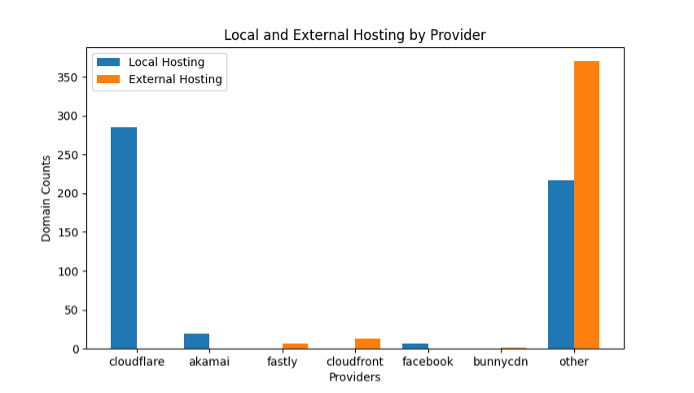 Local and External Hosting by Provider
Local Hosting
External Hosting
350
300
250
200
150
100
50
0
Domain Counts
cloudflare akamai fastly cloudfront facebook bunnycdn other
Providers